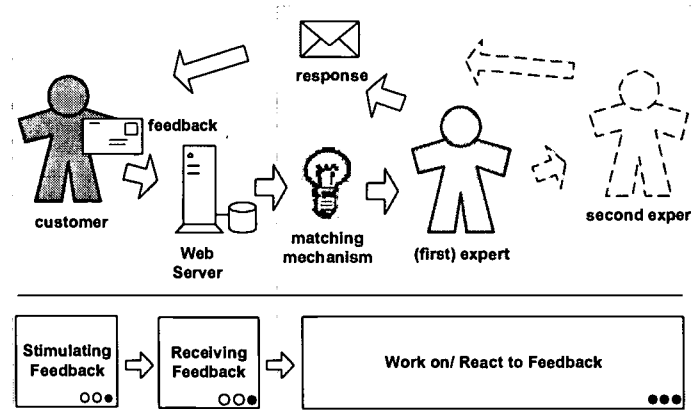 response
feedback
customer
Web
Server
matching
mechanism
(first) expert
second exper
Stimulating
Feedback
Receiving
Feedback
Work on/ React to Feedback